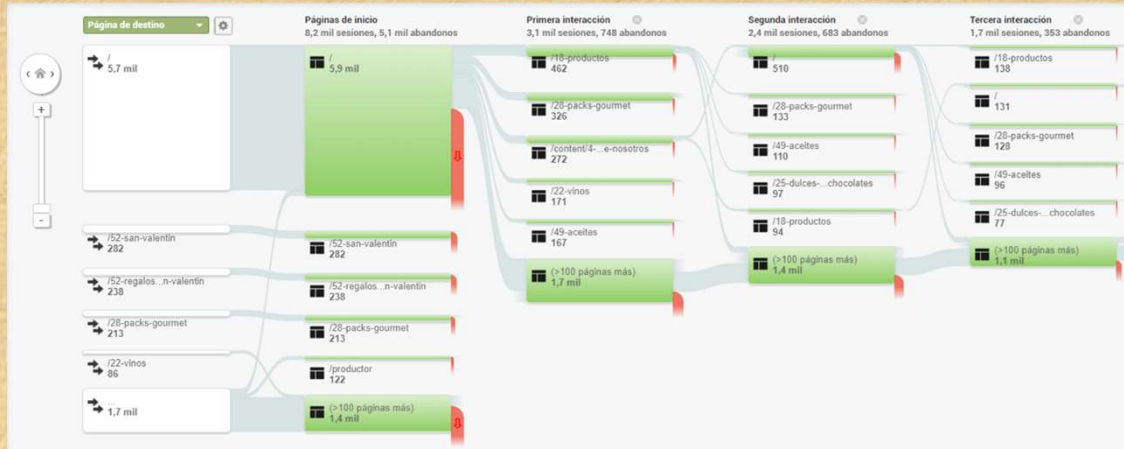 Página de destino
/
5,7 mil
/52-san-valentin
282
/52-regalos...n-valentin
238
/28-packs-gourmet
213
/22-vinos
86
...
1,7 mil
Páginas de inicio
8,2 mil sesiones, 5,1 mil abandonos
/
5,9 mil
/52-san-valentin
282
/52-regalos...n-valentin
238
/28-packs-gourmet
213
/productor
122
(>100 páginas más)
1,4 mil
Primera interacción
3,1 mil sesiones, 748 abandonos
/18-productos
462
/28-packs-gourmet
326
/content/4-...e-nosotros
272
/22-vinos
171
/49-aceites
167
(>100 páginas más)
1,7 mil
Segunda interacción
2,4 mil sesiones, 683 abandonos
/
510
/28-packs-gourmet
133
/49-aceites
110
/25-dulces-...chocolates
97
/18-productos
94
(>100 páginas más)
1,4 mil
Tercera interacción
1,7 mil sesiones, 353 abandonos
/18-productos
138
/
131
/28-packs-gourmet
128
/49-aceites
96
/25-dulces-...chocolates
77
(>100 páginas más)
1,1 mil